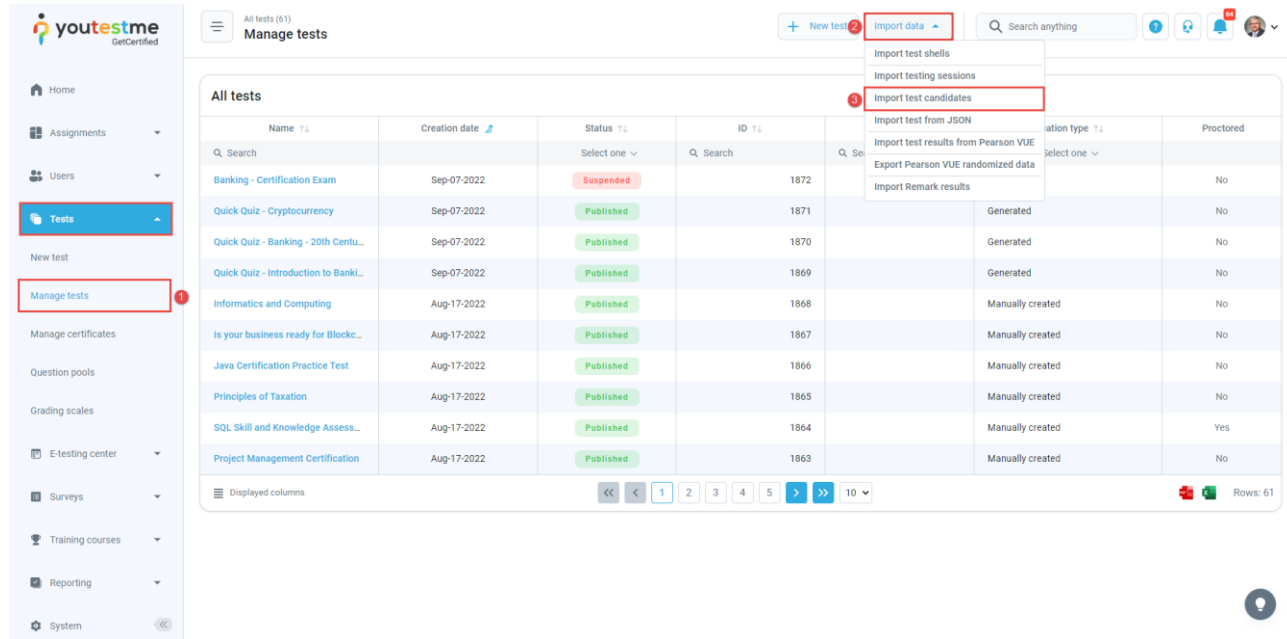 youtestme
GetCertified
All tests (61)
Manage tests
New test
2
Import data
Search anything
?
64
Home
Assignments
Users
Tests
New test
Manage tests
1
Manage certificates
Question pools
Grading scales
E-testing center
Surveys
Training courses
Reporting
System
Import test shells
Import testing sessions
3
Import test candidates
Import test from JSON
Import test results from Pearson VUE
Export Pearson VUE randomized data
Import Remark results
All tests
Name Creation date Status ID ation type Proctored
Search Select one Search Se Select one
Banking - Certification Exam Sep-07-2022 Suspended 1872 No
Quick Quiz - Cryptocurrency Sep-07-2022 Published 1871 Generated No
Quick Quiz - Banking - 20th Centu... Sep-07-2022 Published 1870 Generated No
Quick Quiz - Introduction to Banki... Sep-07-2022 Published 1869 Generated No
Informatics and Computing Aug-17-2022 Published 1868 Manually created No
Is your business ready for Blockc... Aug-17-2022 Published 1867 Manually created No
Java Certification Practice Test Aug-17-2022 Published 1866 Manually created No
Principles of Taxation Aug-17-2022 Published 1865 Manually created No
SQL Skill and Knowledge Assess... Aug-17-2022 Published 1864 Manually created Yes
Project Management Certification Aug-17-2022 Published 1863 Manually created No
Displayed columns 1 2 3 4 5 10 Rows: 61